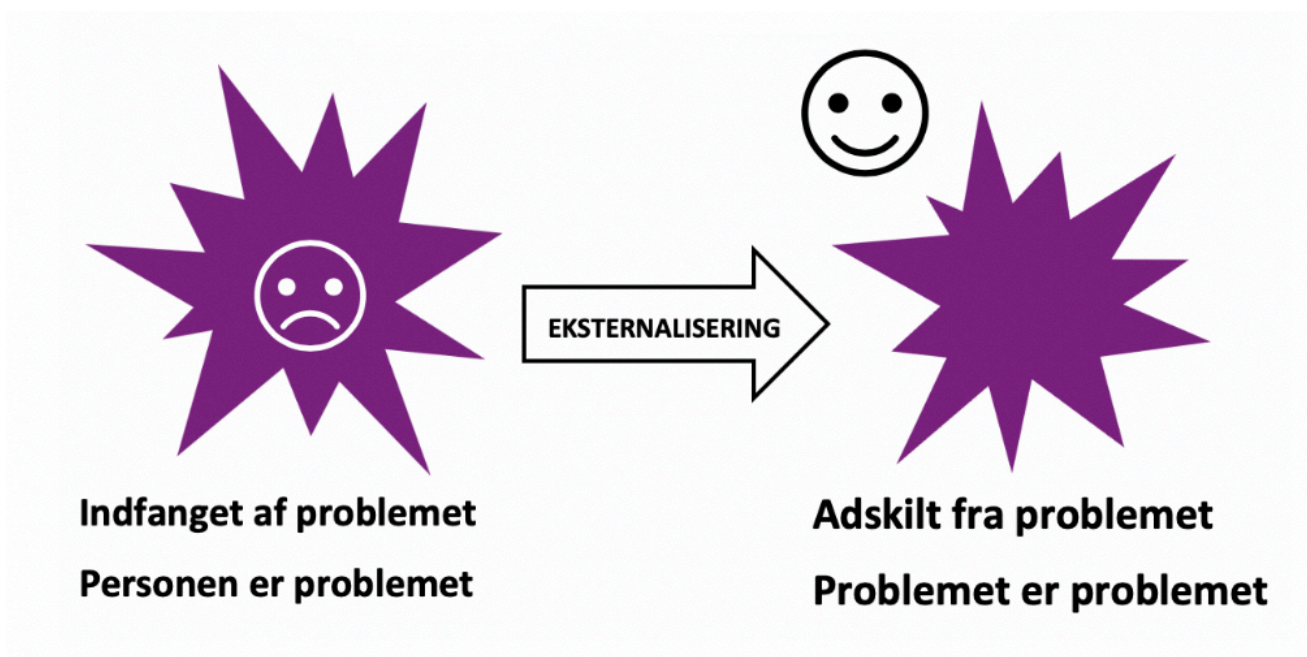 EKSTERNALISERING
Indfanget af problemet
Personen er problemet
Adskilt fra problemet
Problemet er problemet